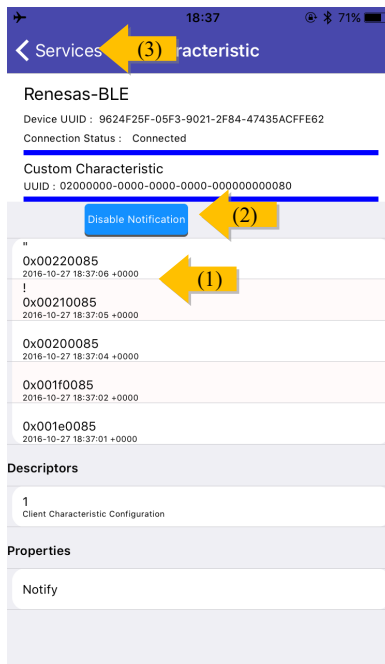 18:37 71%
Services (3) racteristic
Renesas-BLE
Device UUID : 9624F25F-05F3-9021-2F84-47435ACFFE62
Connection Status : Connected
Custom Characteristic
UUID : 02000000-0000-0000-0000-000000000080
Disable Notification (2)
"
0x00220085
2016-10-27 18:37:06 +0000
(1)
!
0x00210085
2016-10-27 18:37:05 +0000
0x00200085
2016-10-27 18:37:04 +0000
0x001f0085
2016-10-27 18:37:02 +0000
0x001e0085
2016-10-27 18:37:01 +0000
Descriptors
1
Client Characteristic Configuration
Properties
Notify